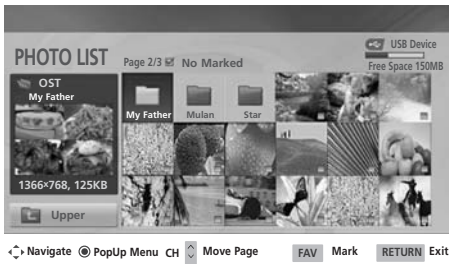 USB Device
PHOTO LIST
Page 2/3 No Marked
Free Space 150MB
OST
My Father
My Father Mulan Star
1366×768, 125KB
Upper
Navigate PopUp Menu CH Move Page FAV Mark RETURN Exit